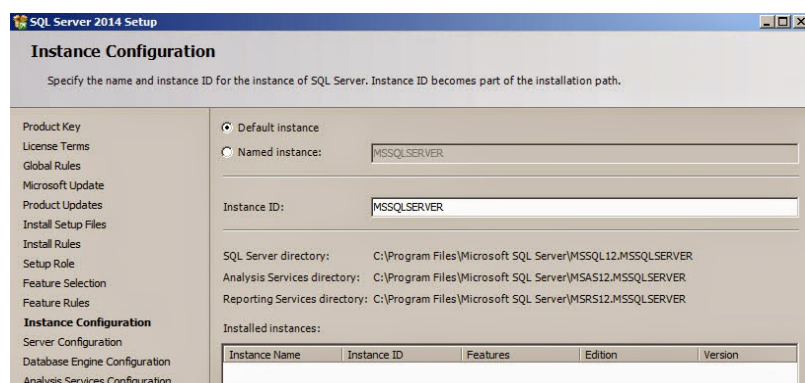 SQL Server 2014 Setup
Instance Configuration
Specify the name and instance ID for the instance of SQL Server. Instance ID becomes part of the installation path.
Product Key
License Terms
Global Rules
Microsoft Update
Product Updates
Install Setup Files
Install Rules
Setup Role
Feature Selection
Feature Rules
Instance Configuration
Server Configuration
Database Engine Configuration
Analysis Services Configuration
Default instance
Named instance: MSSQLSERVER
Instance ID: MSSQLSERVER
SQL Server directory: C:\Program Files\Microsoft SQL Server\MSSQL12.MSSQLSERVER
Analysis Services directory: C:\Program Files\Microsoft SQL Server\MSAS12.MSSQLSERVER
Reporting Services directory: C:\Program Files\Microsoft SQL Server\MSRS12.MSSQLSERVER
Installed instances:
Instance Name Instance ID Features Edition Version